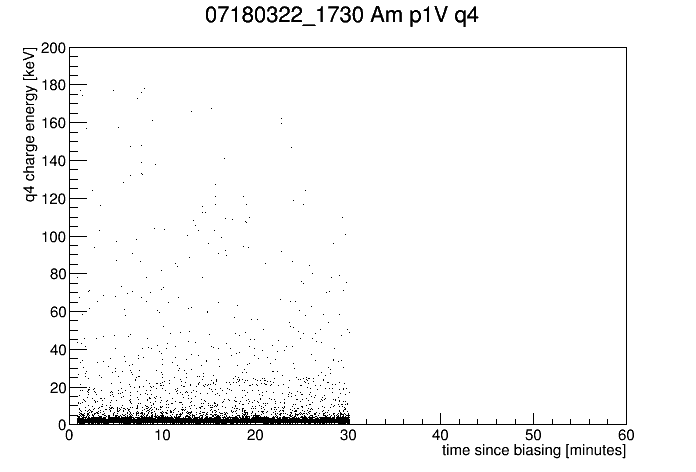 07180322_1730 Am p1V q4
q4 charge energy [keV]
200
180
160
140
120
100
80
60
40
20
0
0 10 20 30 40 50 60
time since biasing [minutes]